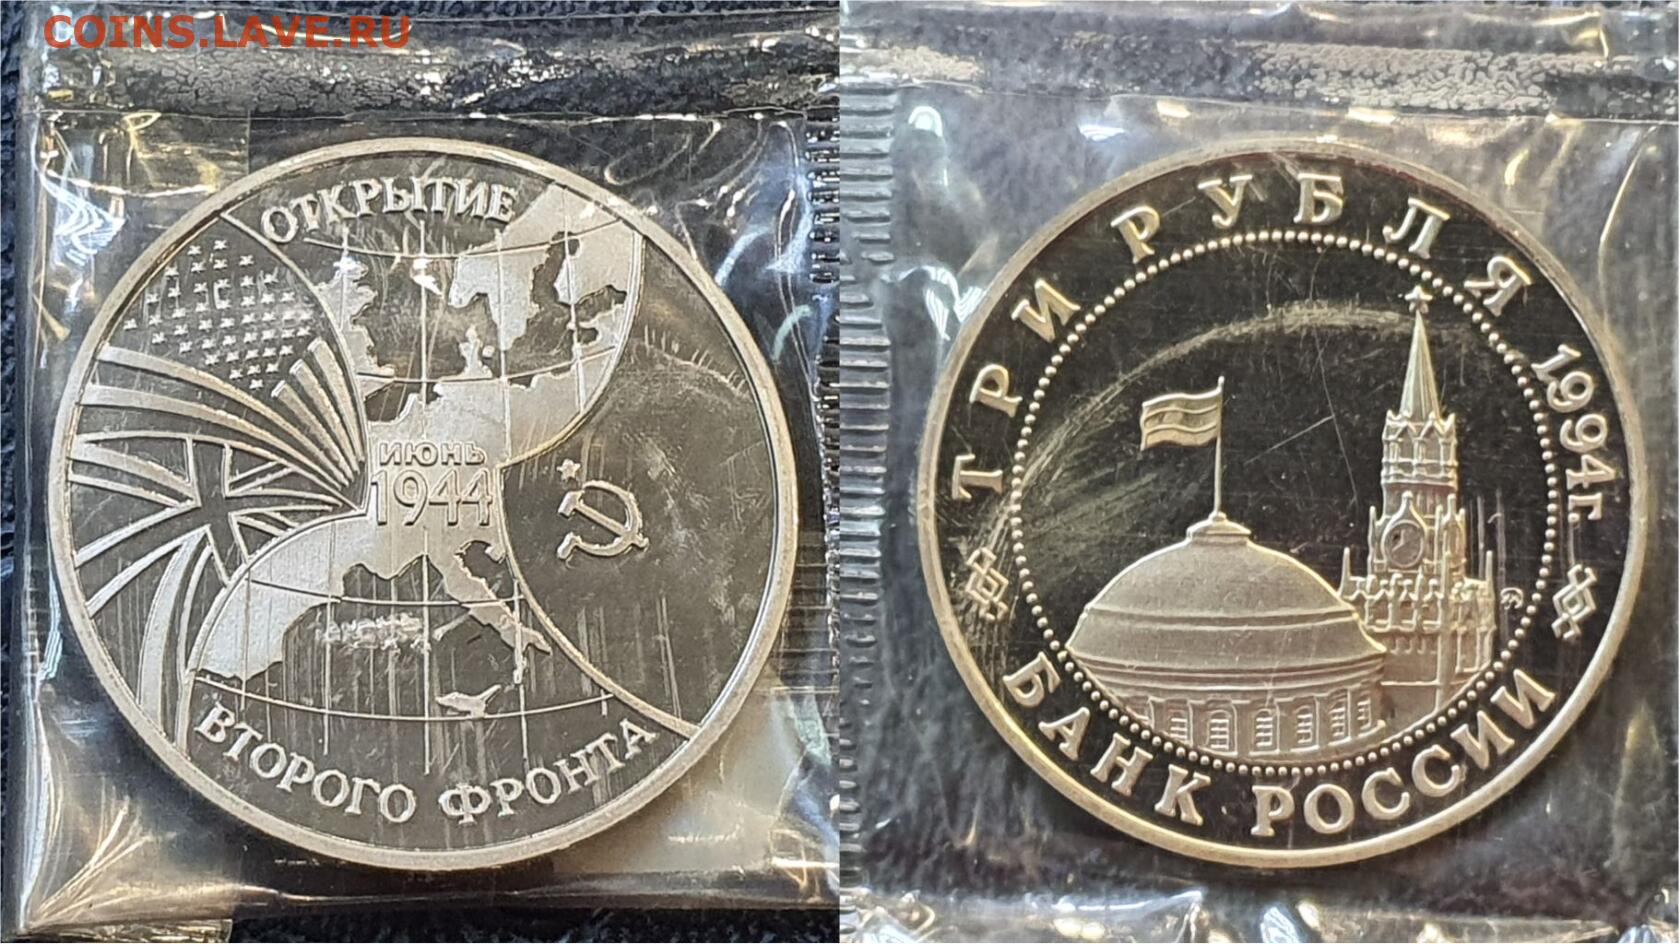 COINS.LAVE.RU
ОТКРЫТИЕ
ИЮНЬ
1944
ВТОРОГО ФРОНТА
ТРИ РУБЛЯ 1994г.
БАНК РОССИИ